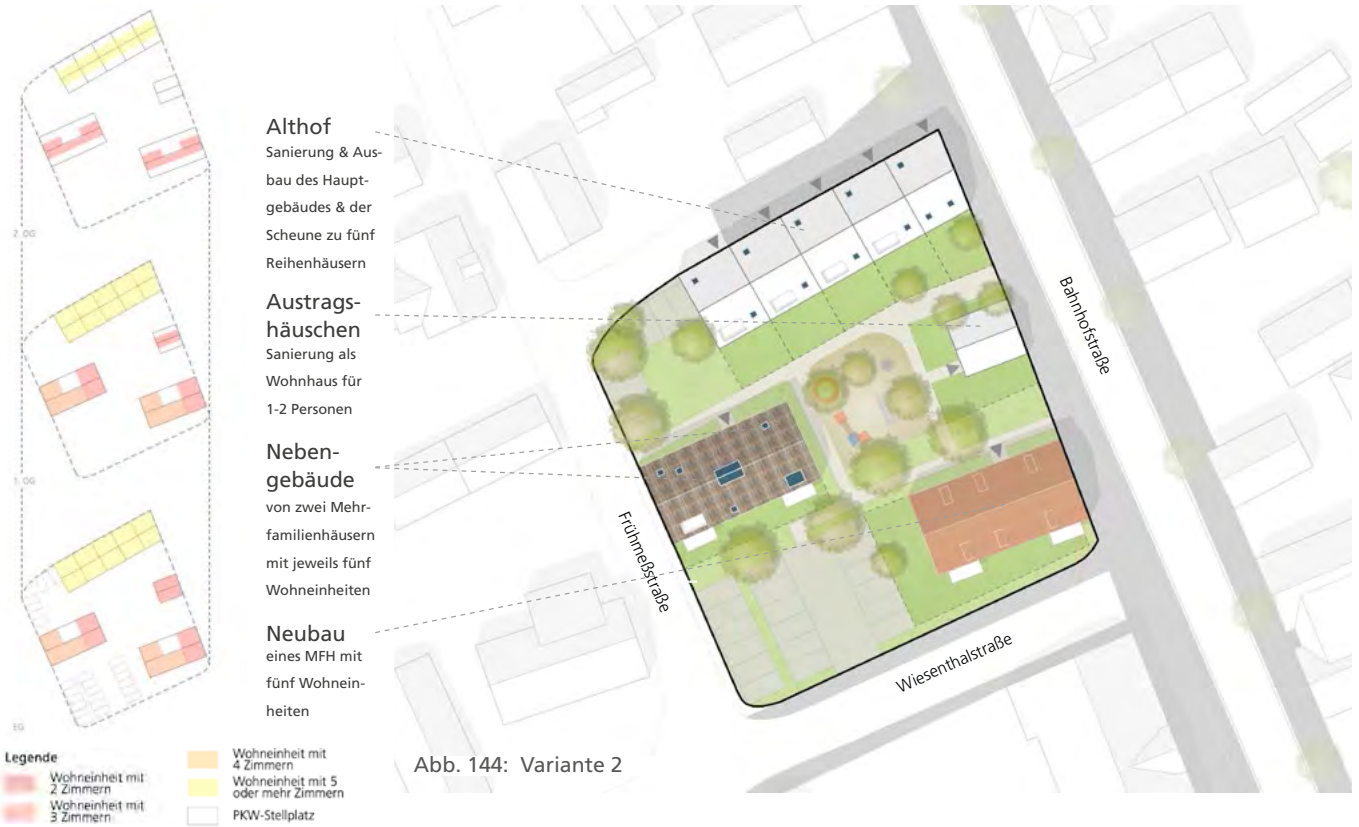 2. OG
1. OG
EG
Althof
Sanierung & Aus-
bau des Haupt-
gebäudes & der
Scheune zu fünf
Reihenhäusern
Austrags-
häuschen
Sanierung als
Wohnhaus für
1-2 Personen
Neben-
gebäude
von zwei Mehr-
familienhäusern
mit jeweils fünf
Wohneinheiten
Neubau
eines MFH mit
fünf Wohnein-
heiten
Bahnhofstraße
Frühmeßstraße
Wiesenthalstraße
Legende
Wohneinheit mit
2 Zimmern
Wohneinheit mit
3 Zimmern
Wohneinheit mit
4 Zimmern
Wohneinheit mit 5
oder mehr Zimmern
PKW-Stellplatz
Abb. 144: Variante 2